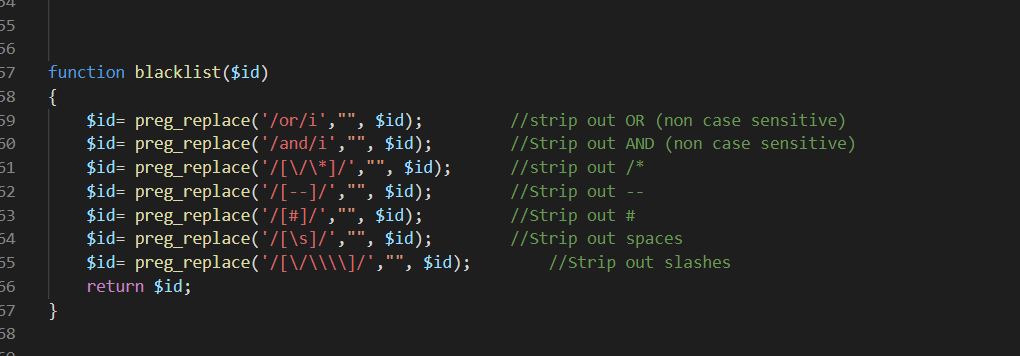 54
55
56
57 function blacklist($id)
58 {
59 $id= preg_replace('/or/i',"", $id); //strip out OR (non case sensitive)
60 $id= preg_replace('/and/i',"", $id); //Strip out AND (non case sensitive)
61 $id= preg_replace('/[\/\*]/',"", $id); //strip out /*
62 $id= preg_replace('/[--]/',"", $id); //Strip out --
63 $id= preg_replace('/[#]/',"", $id); //Strip out #
64 $id= preg_replace('/[\s]/',"", $id); //Strip out spaces
65 $id= preg_replace('/[\/\\\\]/',"", $id); //Strip out slashes
66 return $id;
67 }
68